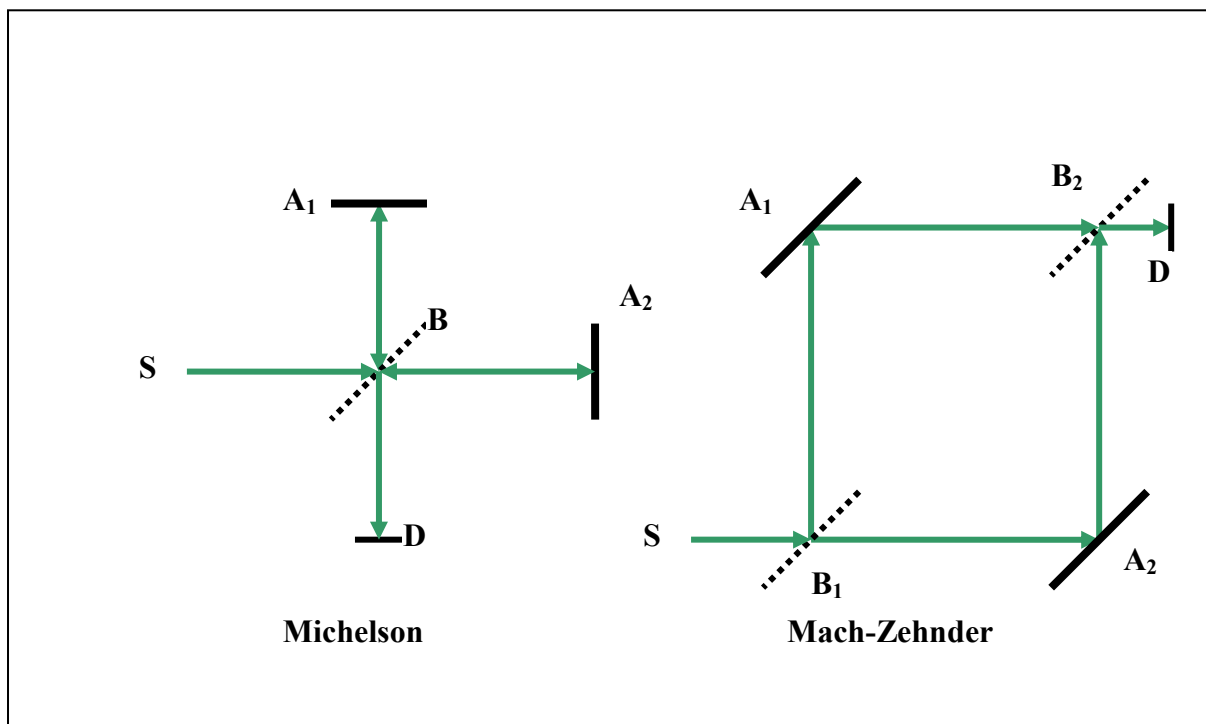 A₁
A₂
B
S
D
Michelson
A₁
B₂
D
S
B₁
A₂
Mach-Zehnder